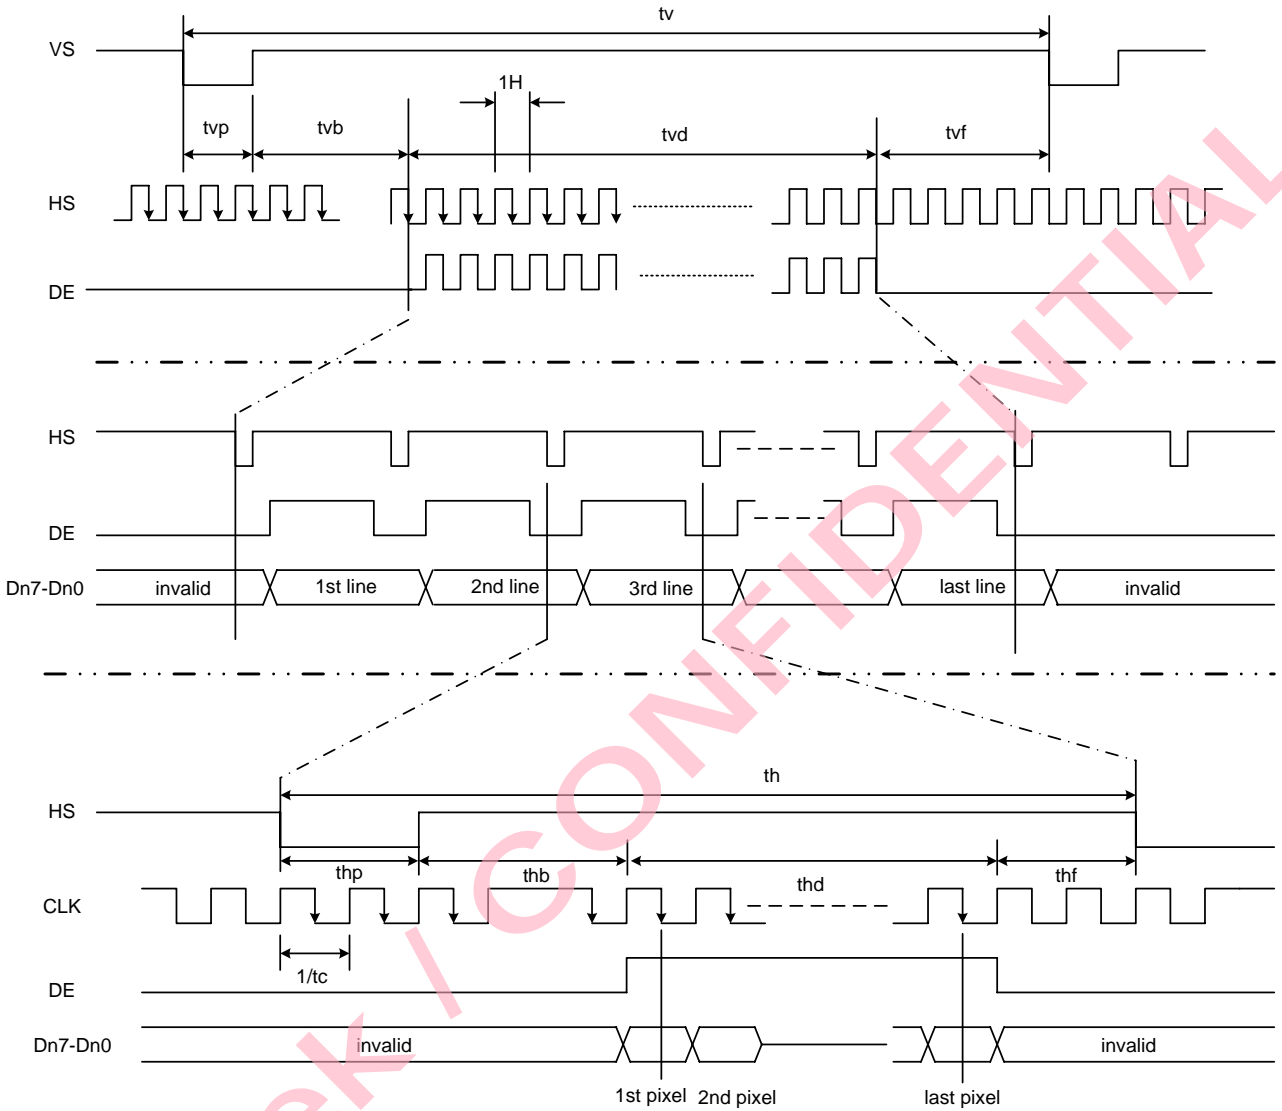 tv
VS
1H
tvp
tvb
tvd
tvf
HS
DE
HS
DE
Dn7-Dn0
invalid
1st line
2nd line
3rd line
last line
invalid
th
HS
thp
thb
thd
thf
CLK
1/tc
DE
Dn7-Dn0
invalid
invalid
1st pixel
2nd pixel
last pixel
ek / CONFIDENTIAL